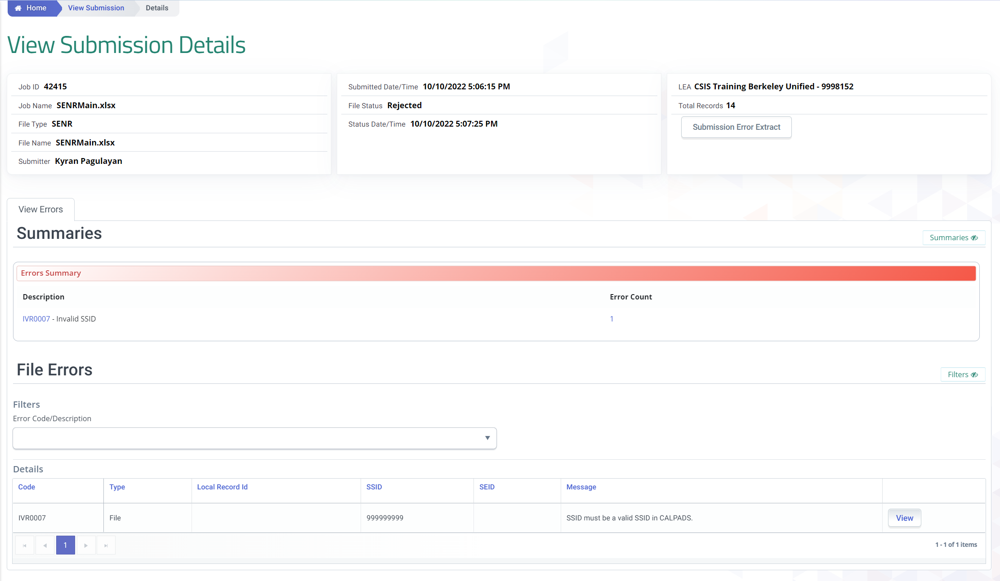 Home View Submission Details
View Submission Details
Job ID 42415
Job Name SENRMain.xlsx
File Type SENR
File Name SENRMain.xlsx
Submitter Kyran Pagulayan
Submitted Date/Time 10/10/2022 5:06:15 PM
File Status Rejected
Status Date/Time 10/10/2022 5:07:25 PM
LEA CSIS Training Berkeley Unified - 9998152
Total Records 14
Submission Error Extract
View Errors
Summaries
Summaries
Errors Summary
Description Error Count
IVR0007 - Invalid SSID 1
File Errors
Filters
Filters
Error Code/Description
Details
Code Type Local Record Id SSID SEID Message
IVR0007 File 999999999 SSID must be a valid SSID in CALPADS. View
1 1 - 1 of 1 items